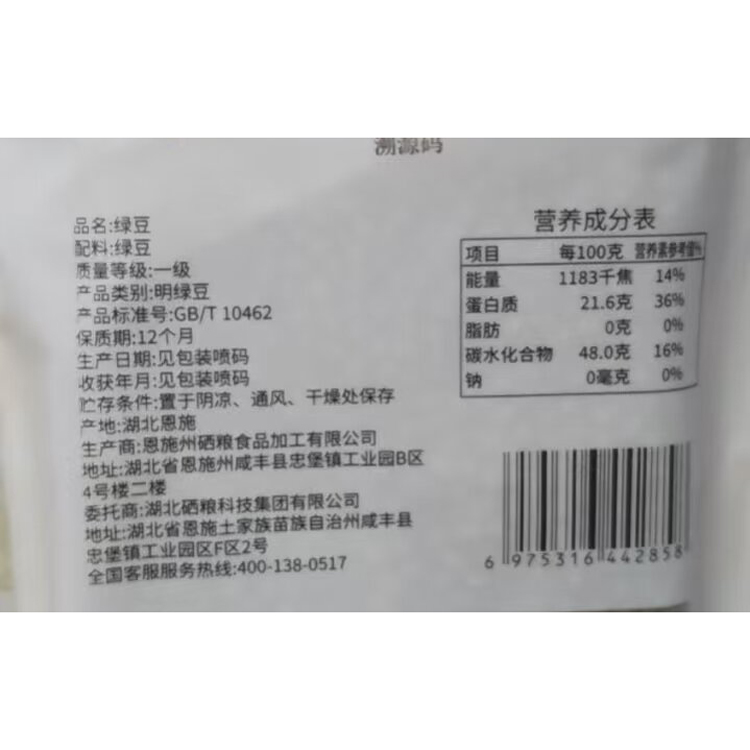 溯源码
品名:绿豆
配料:绿豆
质量等级:一级
产品类别:明绿豆
产品标准号:GB/T 10462
保质期:12个月
生产日期:见包装喷码
收获年月:见包装喷码
贮存条件:置于阴凉、通风、干燥处保存
产地:湖北恩施
生产商:恩施州硒粮食品加工有限公司
地址:湖北省恩施州咸丰县忠堡镇工业园B区
4号楼二楼
委托商:湖北硒粮科技集团有限公司
地址:湖北省恩施土家族苗族自治州咸丰县
忠堡镇工业园区F区2号
全国客服服务热线:400-138-0517
营养成分表
项目 每100克 营养素参考值%
能量 1183千焦 14%
蛋白质 21.6克 36%
脂肪 0克 0%
碳水化合物 48.0克 16%
钠 0毫克 0%
6 975316 442858